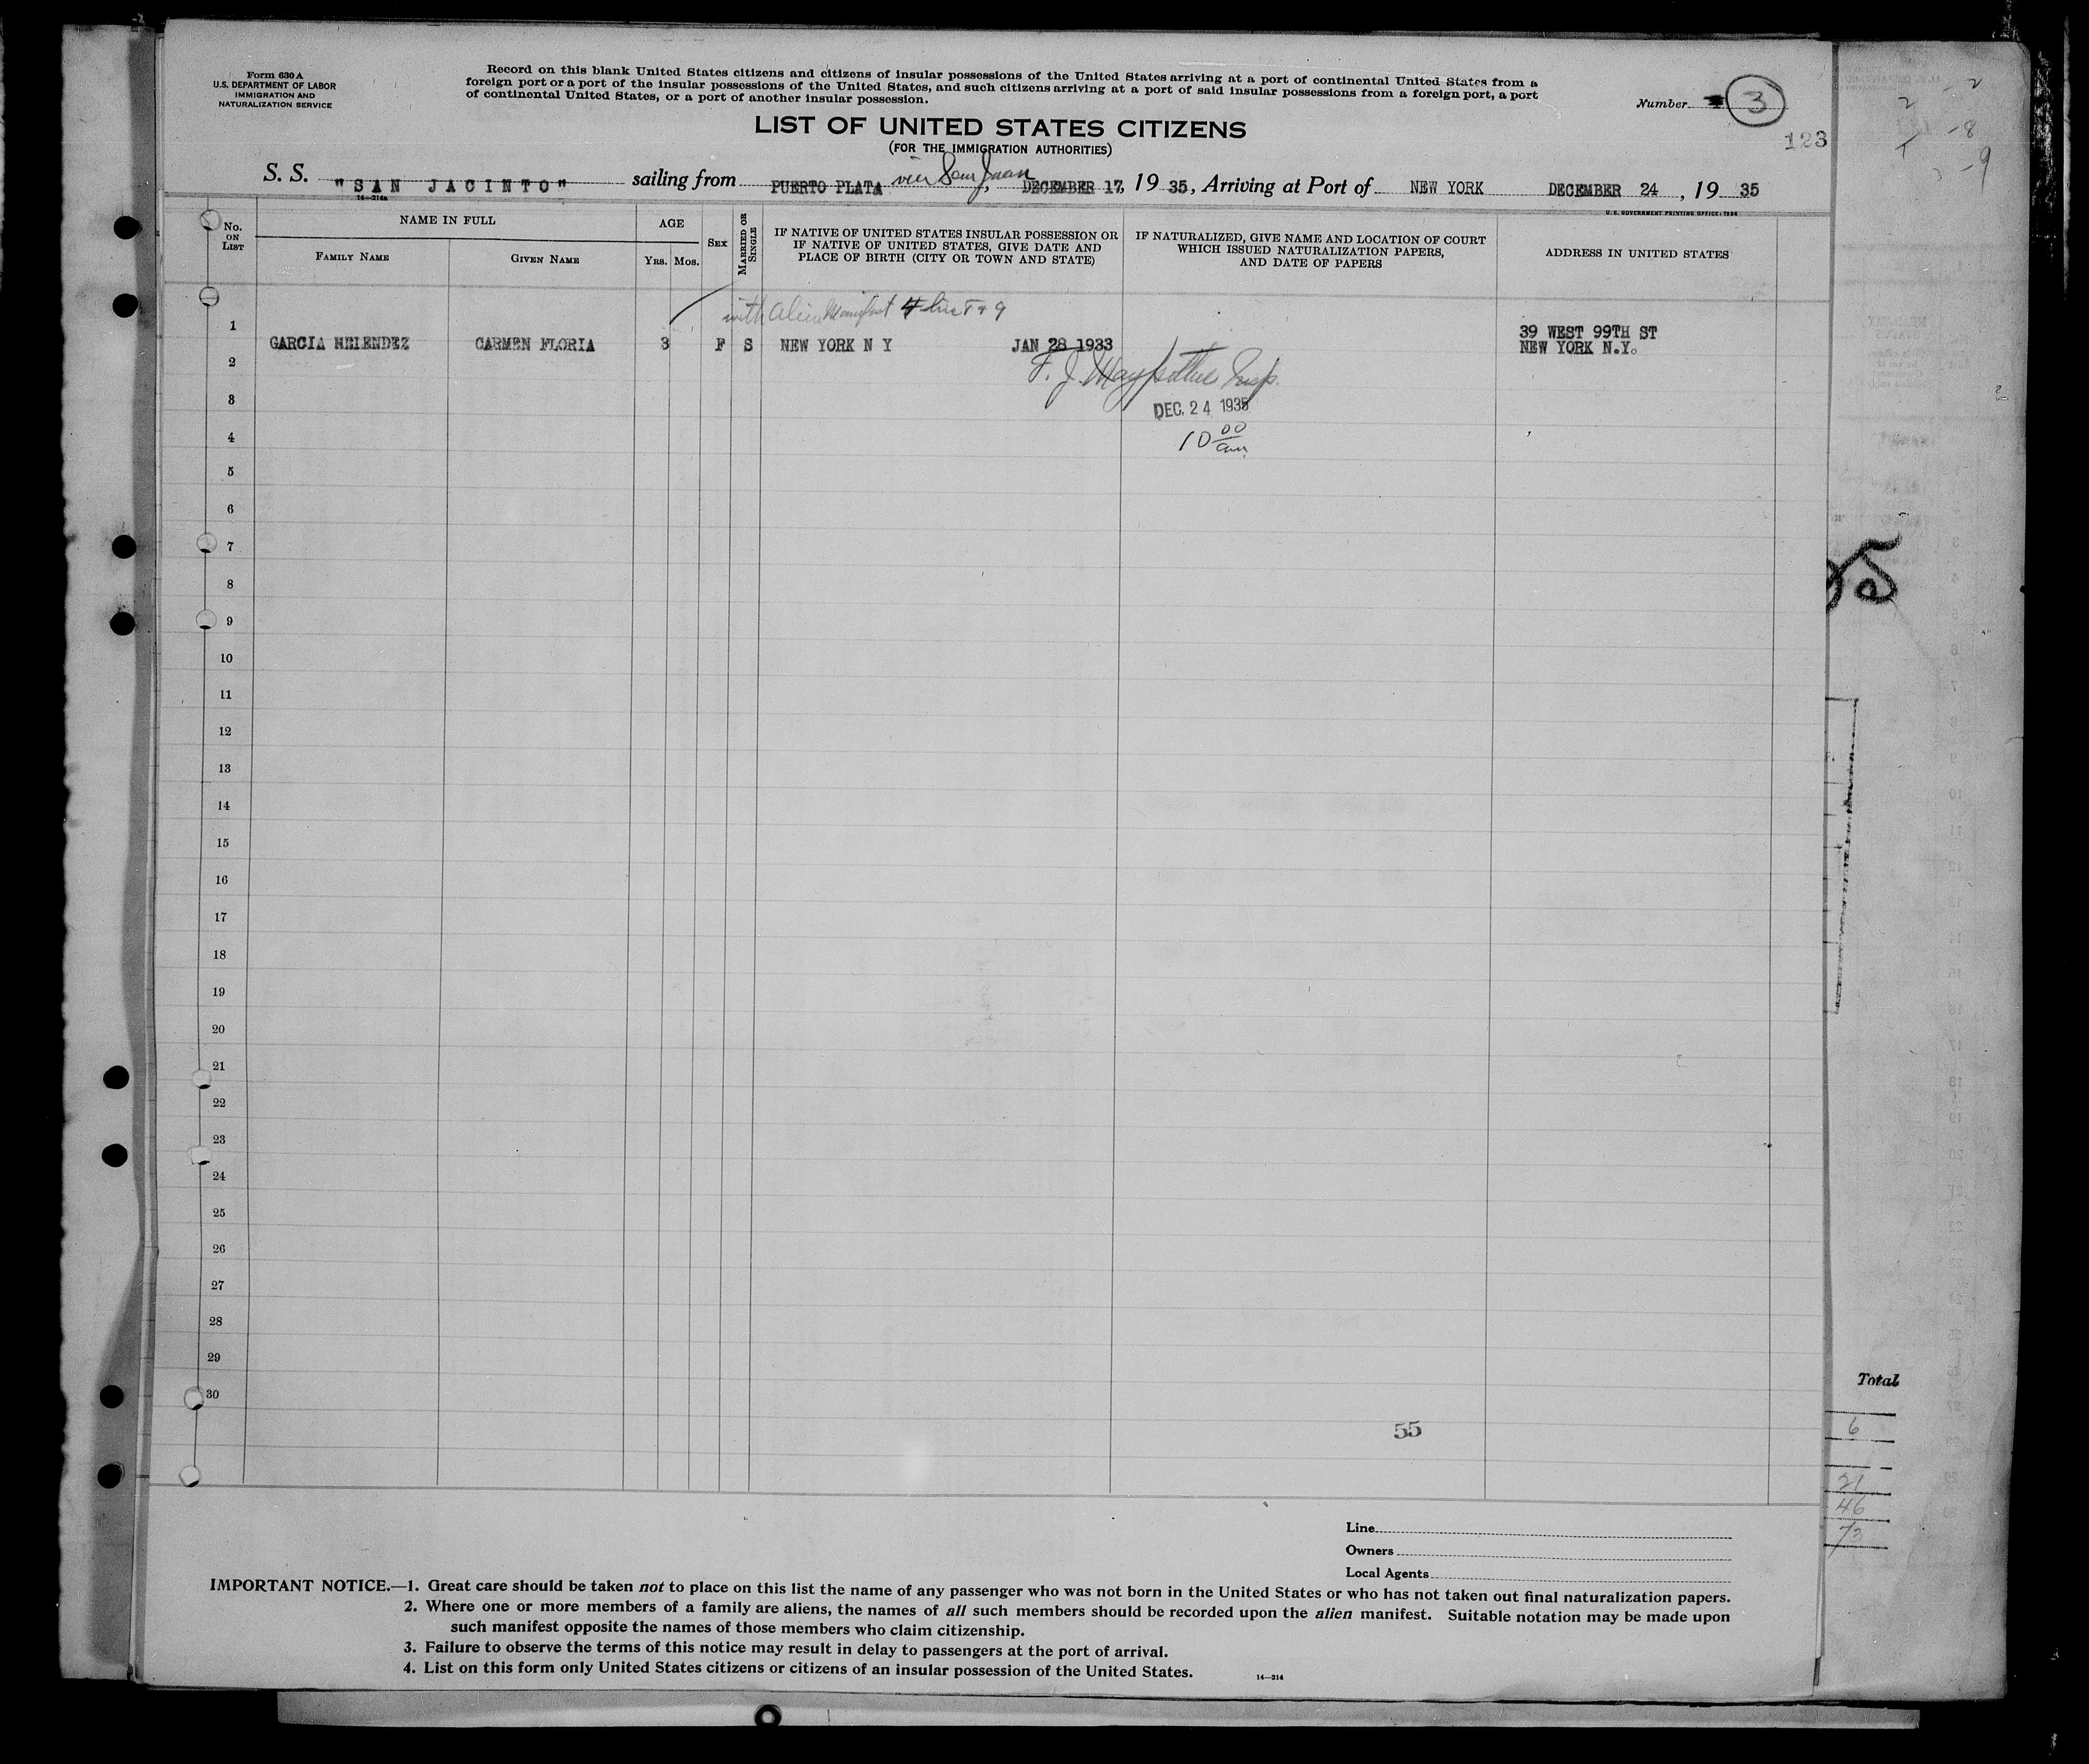 Form 630 A
U.S. DEPARTMENT OF LABOR
IMMIGRATION AND
NATURALIZATION SERVICE
Record on this blank United States citizens and citizens of insular possessions of the United States arriving at a port of continental United States from a
foreign port or a port of the insular possessions of the United States, and such citizens arriving at a port of said insular possessions from a foreign port, a port
of continental United States, or a port of another insular possession.
Number 3
123
LIST OF UNITED STATES CITIZENS
(FOR THE IMMIGRATION AUTHORITIES)
S. S. "SAN JACINTO" sailing from PUERTO PLATA via San Juan, DECEMBER 17, 1935, Arriving at Port of NEW YORK DECEMBER 24, 1935
14—214a
U.S. GOVERNMENT PRINTING OFFICE: 1934
No. ON LIST
NAME IN FULL
FAMILY NAME
GIVEN NAME
AGE
YRS. MOS.
SEX
MARRIED OR SINGLE
IF NATIVE OF UNITED STATES INSULAR POSSESSION OR
IF NATIVE OF UNITED STATES, GIVE DATE AND
PLACE OF BIRTH (CITY OR TOWN AND STATE)
IF NATURALIZED, GIVE NAME AND LOCATION OF COURT
WHICH ISSUED NATURALIZATION PAPERS,
AND DATE OF PAPERS
ADDRESS IN UNITED STATES
with Alien Manifest 4 line 8 & 9
1
GARCIA MELENDEZ CARMEN FLORIA 3 F S NEW YORK N Y JAN 28 1933
39 WEST 99TH ST
NEW YORK N.Y.
2
F. J. Insp.
3
DEC. 24 1935
4
10 00 am
5
6
7
8
9
10
11
12
13
14
15
16
17
18
19
20
21
22
23
24
25
26
27
28
29
30
55
Total
6
21
46
73
Line
Owners
Local Agents
IMPORTANT NOTICE.—1. Great care should be taken not to place on this list the name of any passenger who was not born in the United States or who has not taken out final naturalization papers.
2. Where one or more members of a family are aliens, the names of all such members should be recorded upon the alien manifest. Suitable notation may be made upon
such manifest opposite the names of those members who claim citizenship.
3. Failure to observe the terms of this notice may result in delay to passengers at the port of arrival.
4. List on this form only United States citizens or citizens of an insular possession of the United States.
14—214